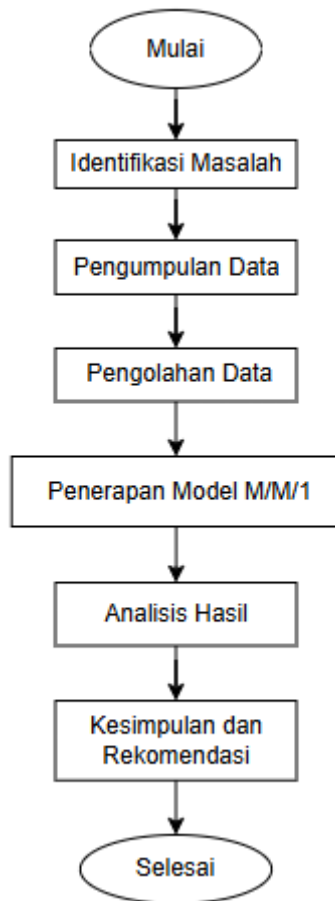 Mulai
Identifikasi Masalah
Pengumpulan Data
Pengolahan Data
Penerapan Model M/M/1
Analisis Hasil
Kesimpulan dan
Rekomendasi
Selesai